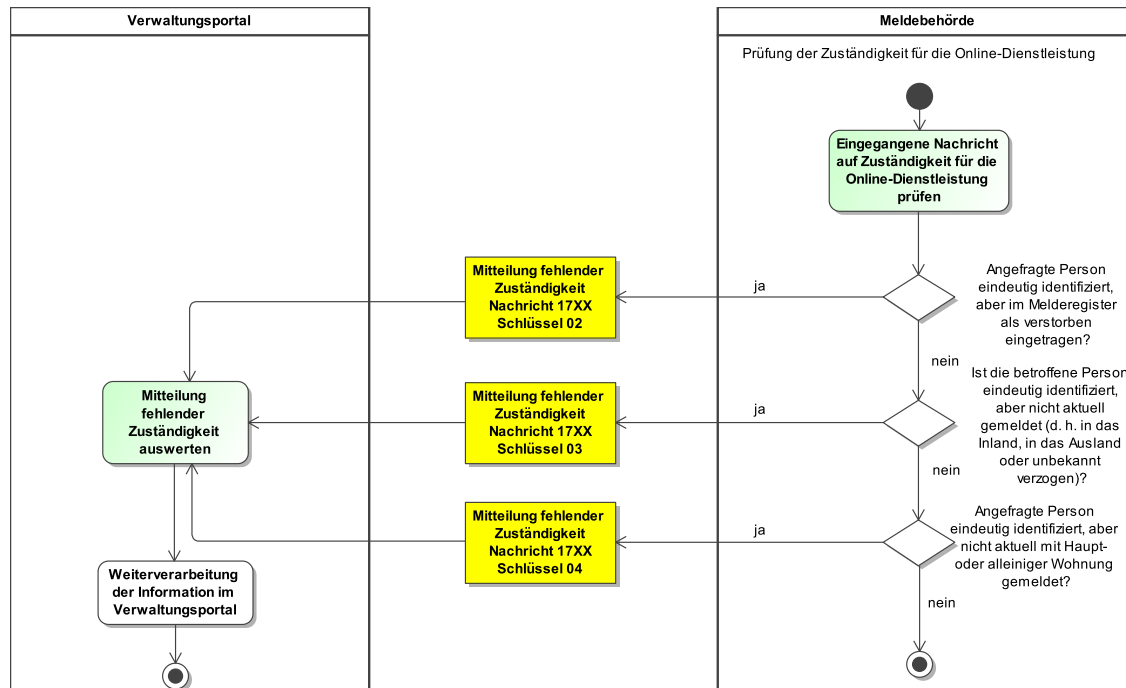 Verwaltungsportal
Meldebehörde
Prüfung der Zuständigkeit für die Online-Dienstleistung
Eingegangene Nachricht
auf Zuständigkeit für die
Online-Dienstleistung
prüfen
Angefragte Person
eindeutig identifiziert,
aber im Melderegister
als verstorben
eingetragen?
ja
Mitteilung fehlender
Zuständigkeit
Nachricht 17XX
Schlüssel 02
nein
Ist die betroffene Person
eindeutig identifiziert,
aber nicht aktuell
gemeldet (d. h. in das
Inland, in das Ausland
oder unbekannt
verzogen)?
ja
Mitteilung fehlender
Zuständigkeit
Nachricht 17XX
Schlüssel 03
Mitteilung
fehlender
Zuständigkeit
auswerten
nein
Angefragte Person
eindeutig identifiziert, aber
nicht aktuell mit Haupt-
oder alleiniger Wohnung
gemeldet?
ja
Mitteilung fehlender
Zuständigkeit
Nachricht 17XX
Schlüssel 04
Weiterverarbeitung
der Information im
Verwaltungsportal
nein